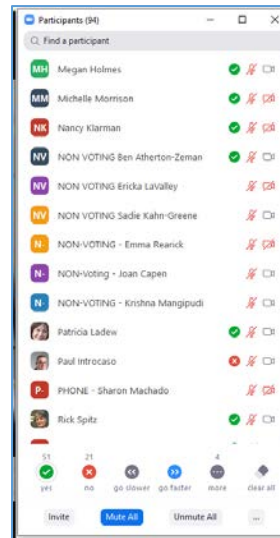 Participants (94)
Find a participant
MH Megan Holmes
MM Michelle Morrison
NK Nancy Klarman
NV NON VOTING Ben Atherton-Zeman
NV NON VOTING Ericka LaValley
NV NON VOTING Sadie Kahn-Greene
N- NON-VOTING - Emma Rearick
N- NON-Voting - Joan Capen
N- NON-VOTING - Krishna Mangipudi
Patricia Ladew
Paul Introcaso
P- PHONE - Sharon Machado
Rick Spitz
51 21 4
yes no go slower go faster more clear all
Invite Mute All Unmute All ...